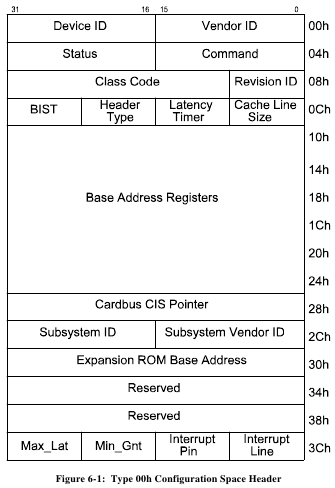 31 16 15 0
Device ID Vendor ID 00h
Status Command 04h
Class Code Revision ID 08h
BIST Header Type Latency Timer Cache Line Size 0Ch
10h
14h
Base Address Registers 18h
1Ch
20h
24h
Cardbus CIS Pointer 28h
Subsystem ID Subsystem Vendor ID 2Ch
Expansion ROM Base Address 30h
Reserved 34h
Reserved 38h
Max_Lat Min_Gnt Interrupt Pin Interrupt Line 3Ch
Figure 6-1: Type 00h Configuration Space Header